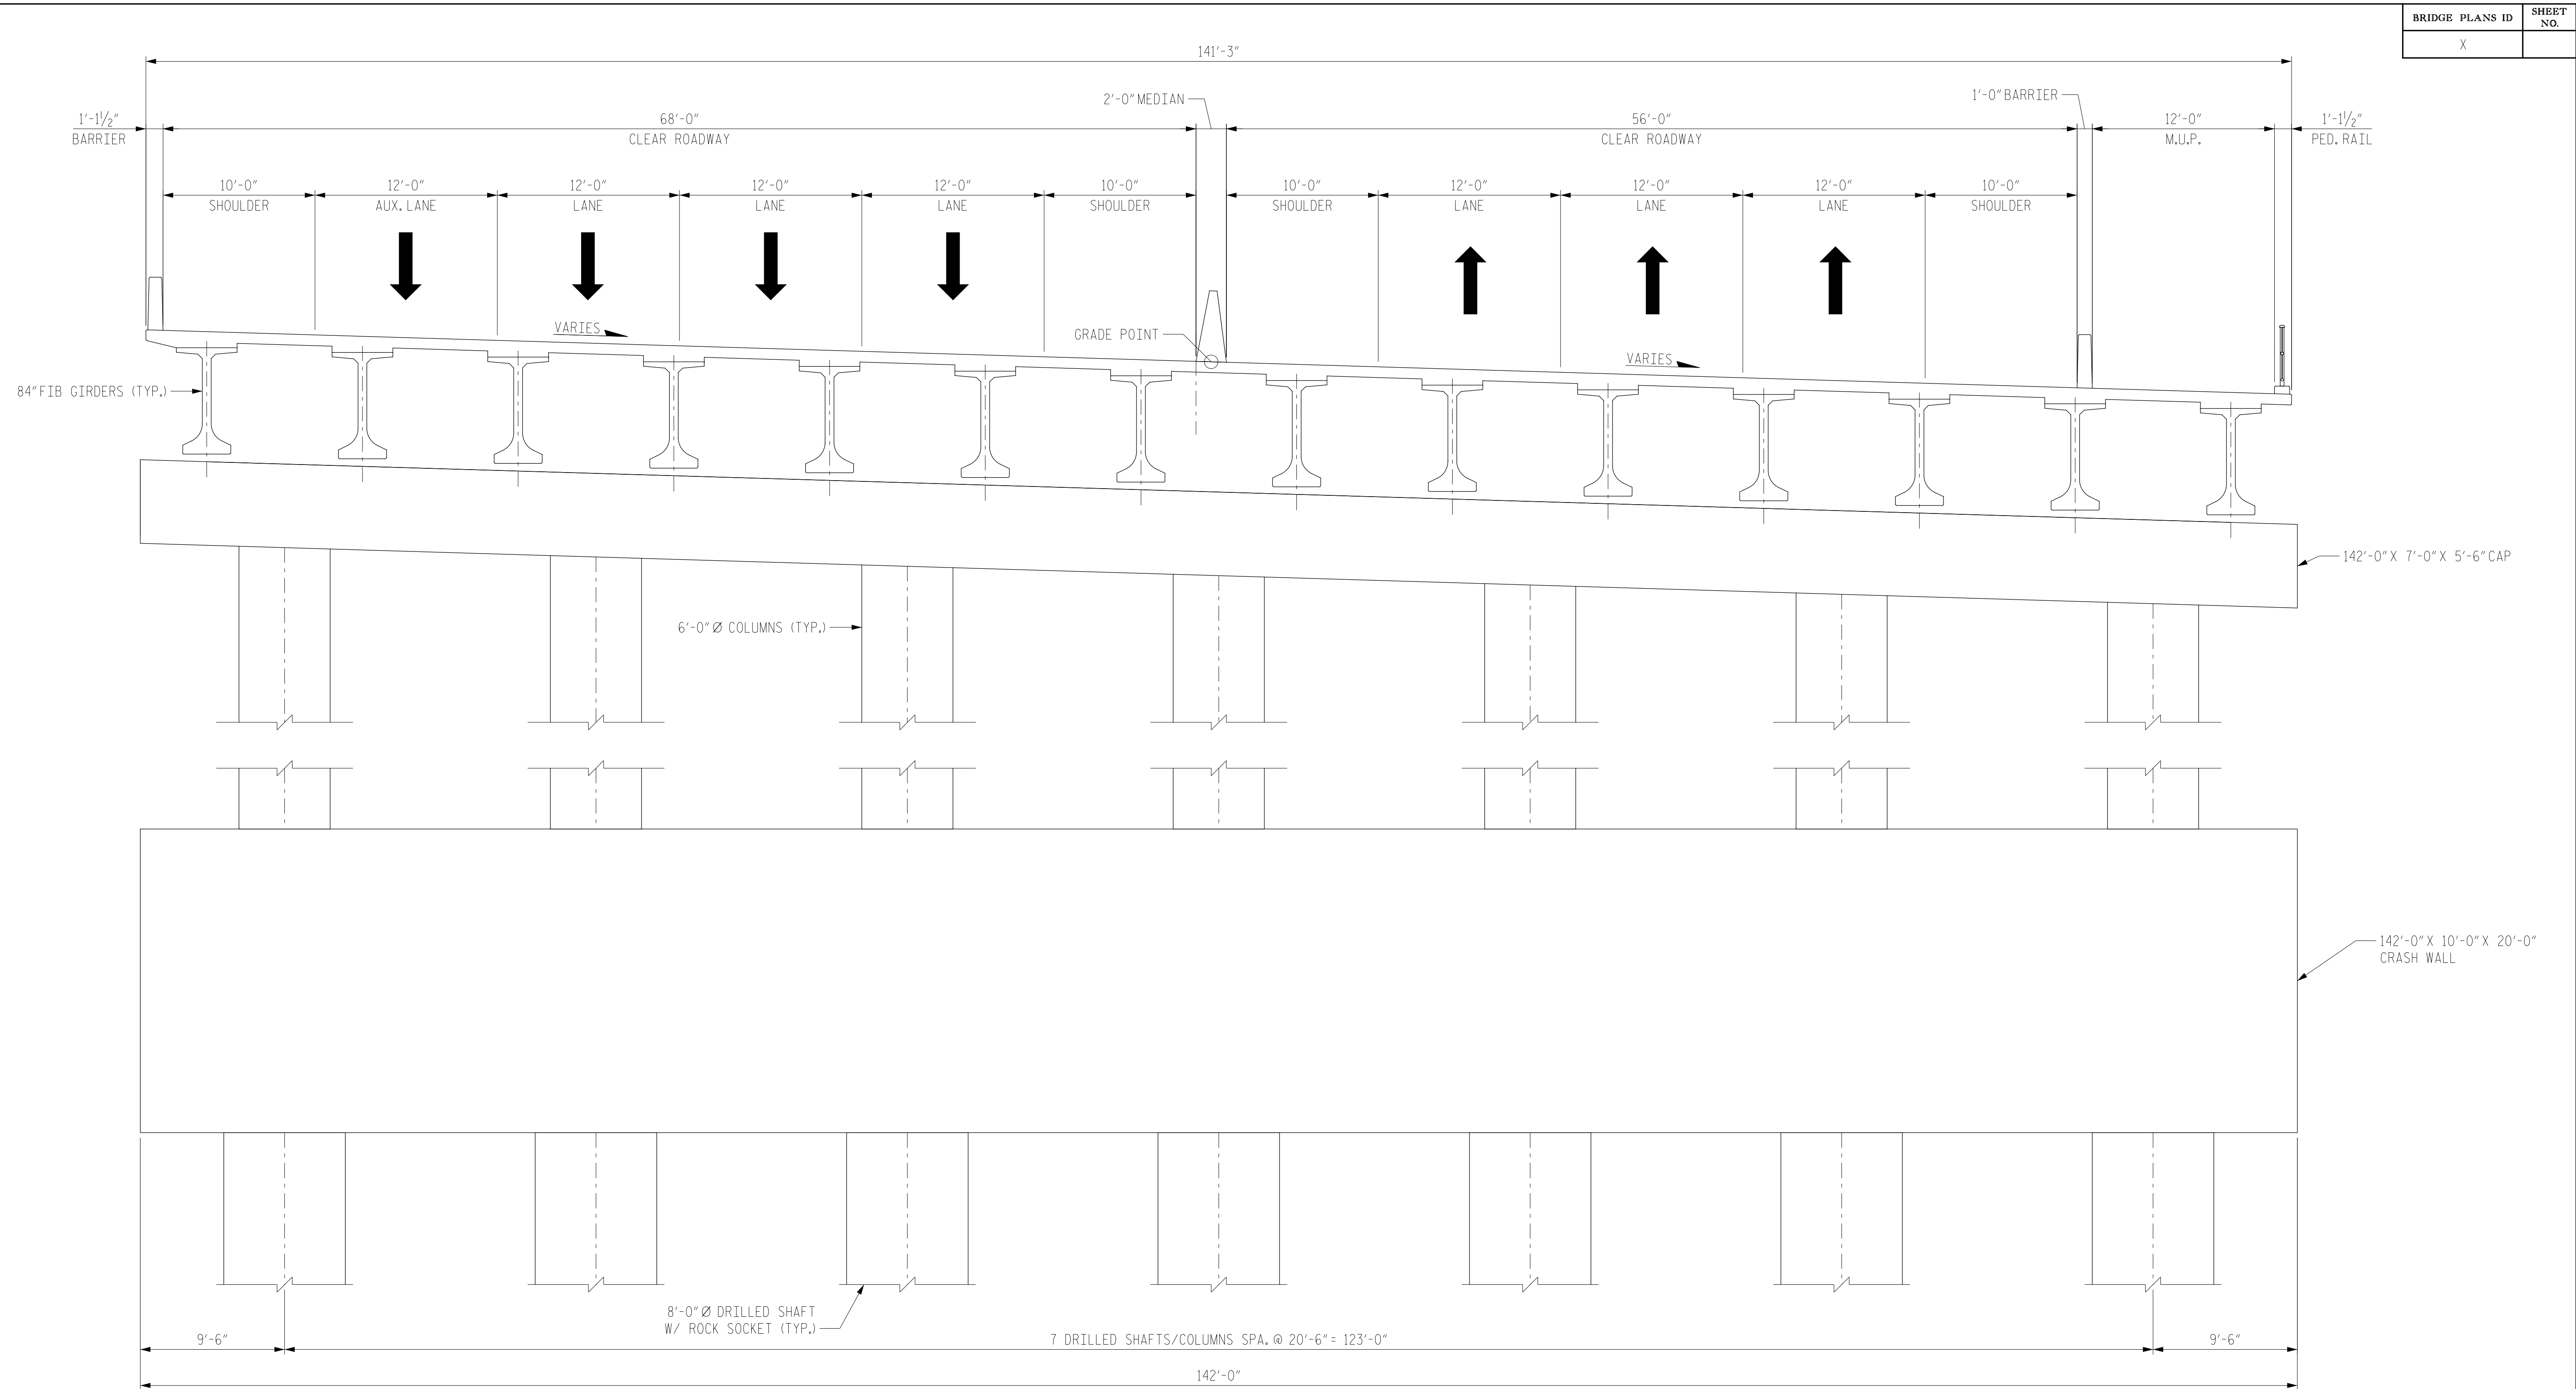 BRIDGE PLANS ID
SHEET
NO.
X
141'-3"
2'-0" MEDIAN
1'-0" BARRIER
1'-1 1/2"
BARRIER
68'-0"
CLEAR ROADWAY
56'-0"
CLEAR ROADWAY
12'-0"
M.U.P.
1'-1 1/2"
PED. RAIL
10'-0"
SHOULDER
12'-0"
AUX. LANE
12'-0"
LANE
12'-0"
LANE
12'-0"
LANE
10'-0"
SHOULDER
10'-0"
SHOULDER
12'-0"
LANE
12'-0"
LANE
12'-0"
LANE
10'-0"
SHOULDER
VARIES
GRADE POINT
VARIES
84" FIB GIRDERS (TYP.)
142'-0" X 7'-0" X 5'-6" CAP
6'-0" Ø COLUMNS (TYP.)
142'-0" X 10'-0" X 20'-0"
CRASH WALL
8'-0" Ø DRILLED SHAFT
W/ ROCK SOCKET (TYP.)
9'-6"
7 DRILLED SHAFTS/COLUMNS SPA. @ 20'-6" = 123'-0"
9'-6"
142'-0"